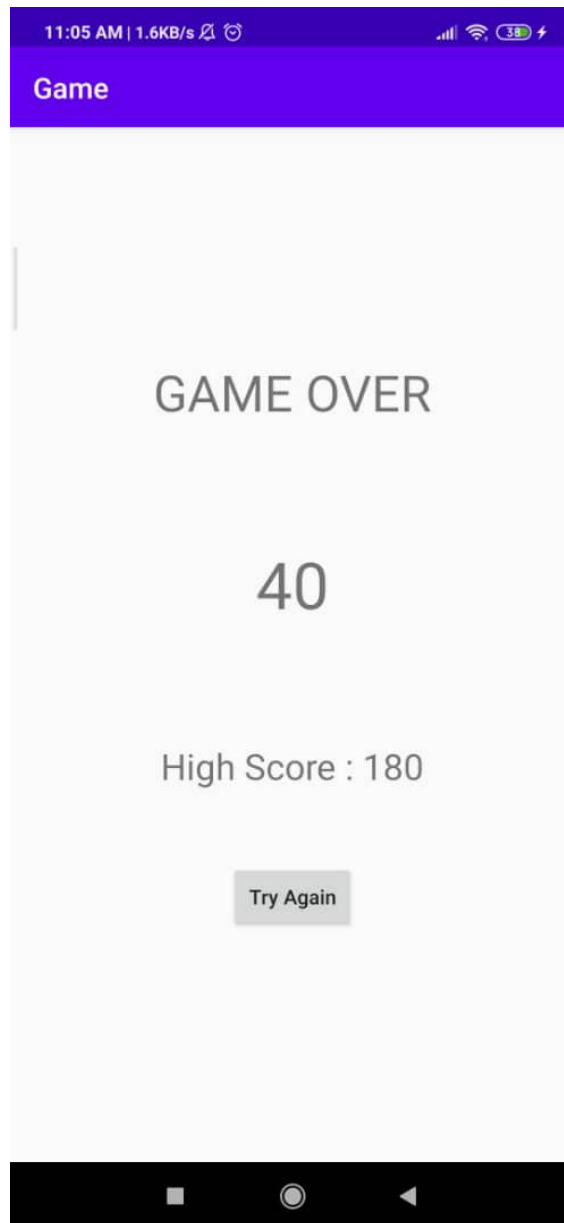 11:05 AM | 1.6KB/s 38
Game
GAME OVER
40
High Score : 180
Try Again